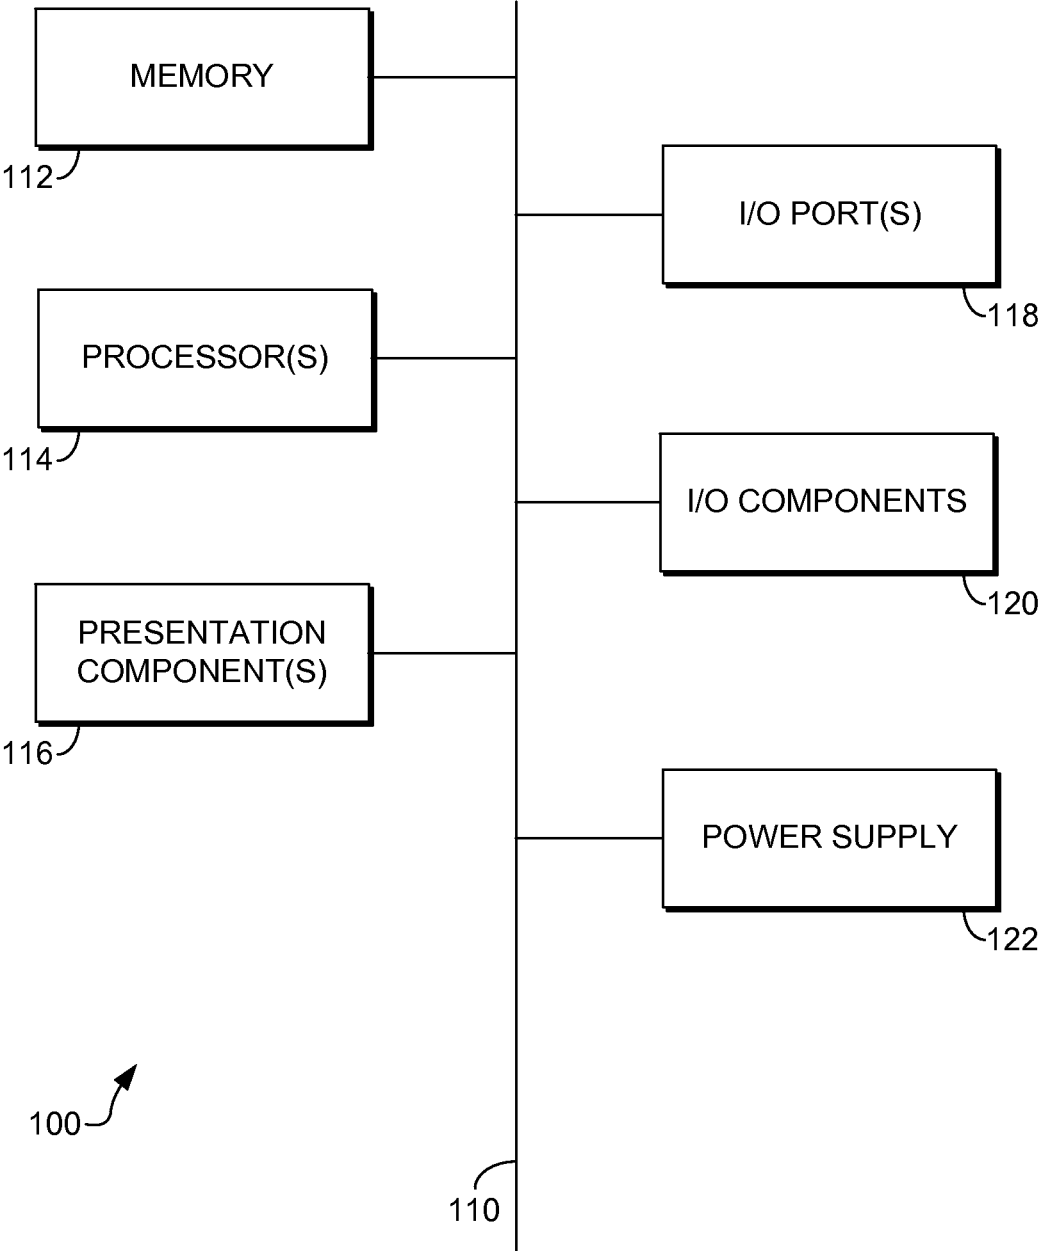 MEMORY
112
I/O PORT(S)
118
PROCESSOR(S)
114
I/O COMPONENTS
120
PRESENTATION
COMPONENT(S)
116
POWER SUPPLY
122
100
110